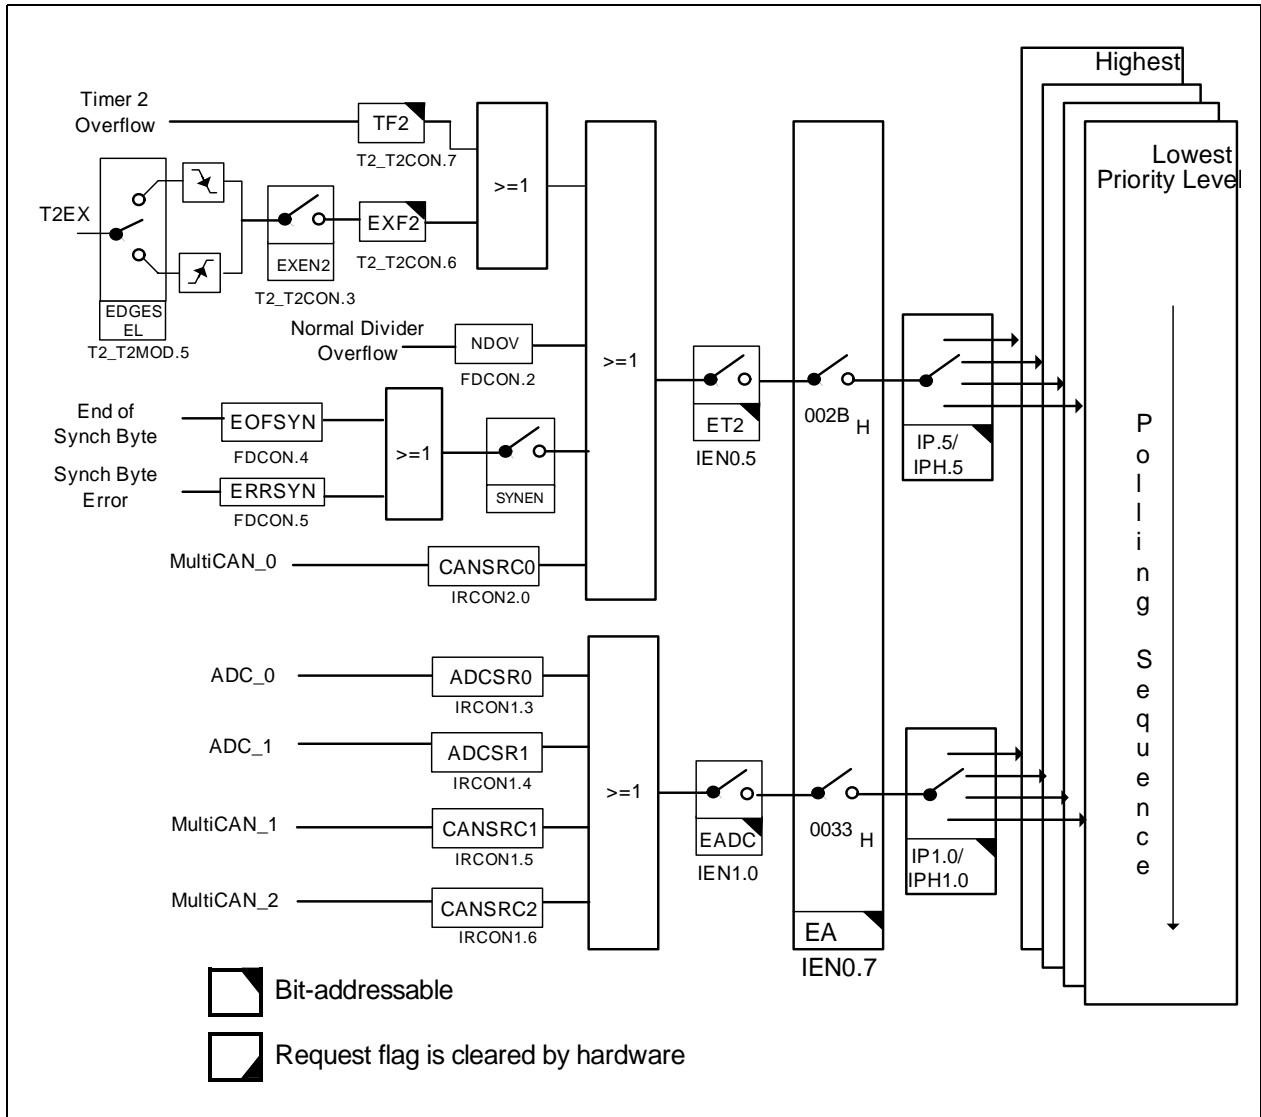 Highest
Lowest
Priority Level
Timer 2
Overflow
TF2
T2_T2CON.7
>=1
T2EX
EXF2
T2_T2CON.6
EXEN2
T2_T2CON.3
EDGES
EL
T2_T2MOD.5
Normal Divider
Overflow
NDOV
FDCON.2
>=1
End of
Synch Byte
EOFSYN
FDCON.4
>=1
SYNEN
Synch Byte
Error
ERRSYN
FDCON.5
MultiCAN_0
CANSRC0
IRCON2.0
ET2
IEN0.5
002B H
IP.5/
IPH.5
Polling Sequence
ADC_0
ADCSR0
IRCON1.3
ADC_1
ADCSR1
IRCON1.4
MultiCAN_1
CANSRC1
IRCON1.5
MultiCAN_2
CANSRC2
IRCON1.6
>=1
EADC
IEN1.0
0033 H
IP1.0/
IPH1.0
EA
IEN0.7
Bit-addressable
Request flag is cleared by hardware